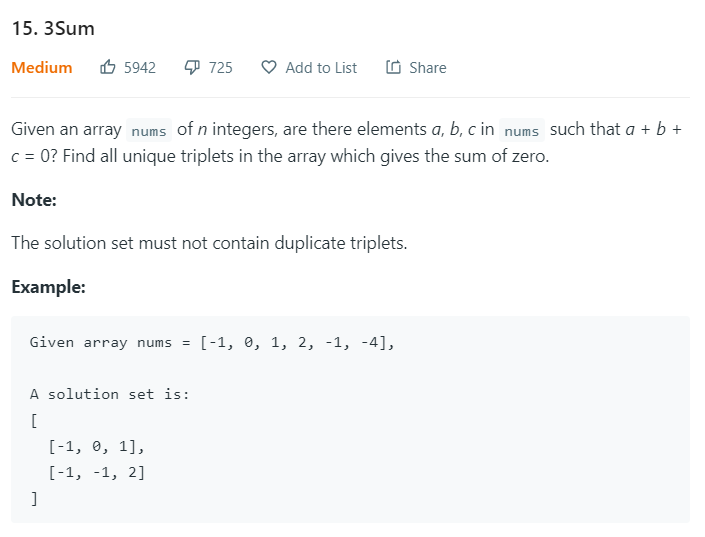 15. 3Sum
Medium 5942 725 Add to List Share
Given an array nums of n integers, are there elements a, b, c in nums such that a + b +
c = 0? Find all unique triplets in the array which gives the sum of zero.
Note:
The solution set must not contain duplicate triplets.
Example:
Given array nums = [-1, 0, 1, 2, -1, -4],
A solution set is:
[
[-1, 0, 1],
[-1, -1, 2]
]